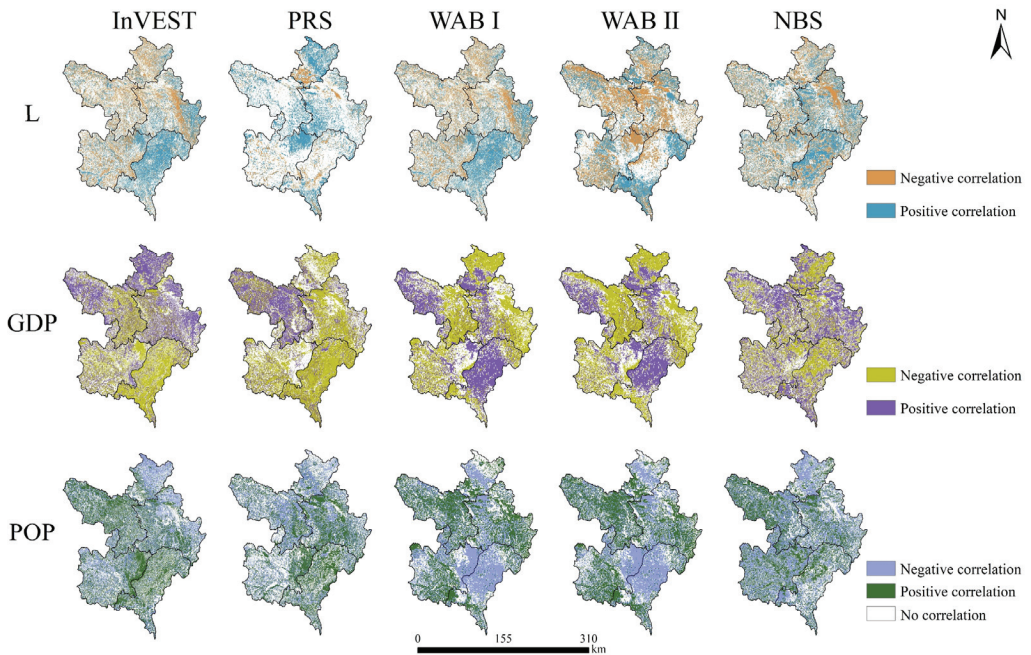 InVEST PRS WAB I WAB II NBS N
L
Negative correlation
Positive correlation
GDP
Negative correlation
Positive correlation
POP
Negative correlation
Positive correlation
No correlation
0 155 310
km